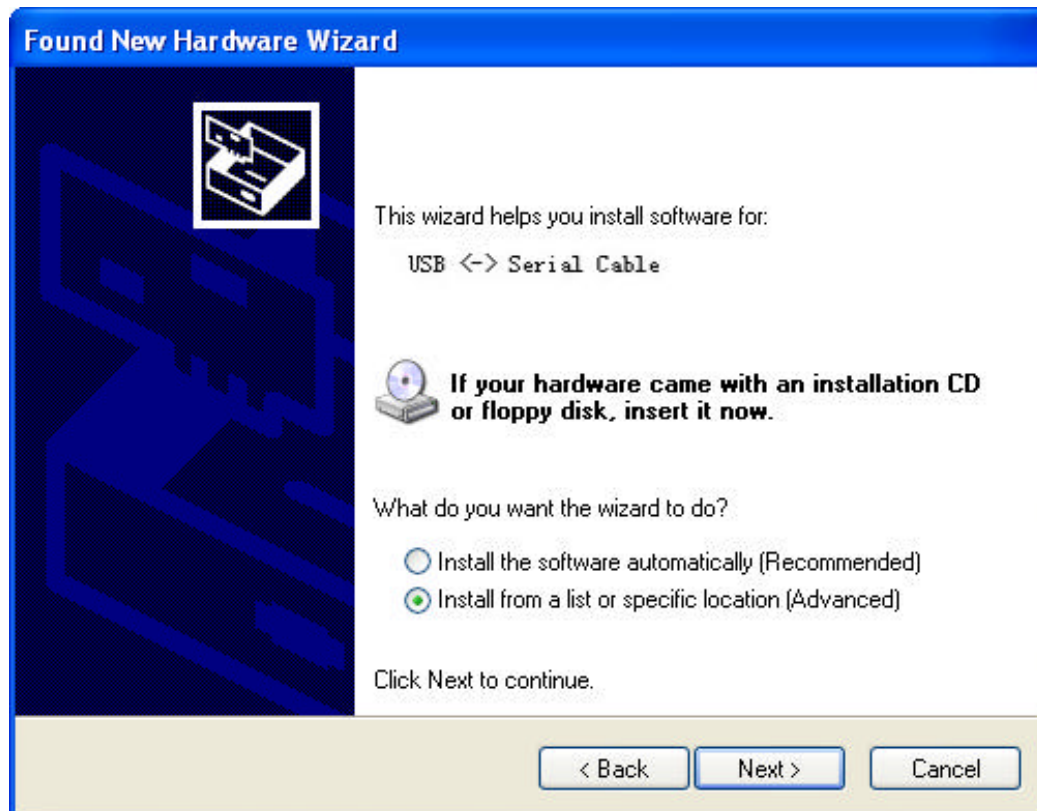 Found New Hardware Wizard
This wizard helps you install software for:
USB <-> Serial Cable
If your hardware came with an installation CD
or floppy disk, insert it now.
What do you want the wizard to do?
Install the software automatically (Recommended)
Install from a list or specific location (Advanced)
Click Next to continue.
< Back Next > Cancel